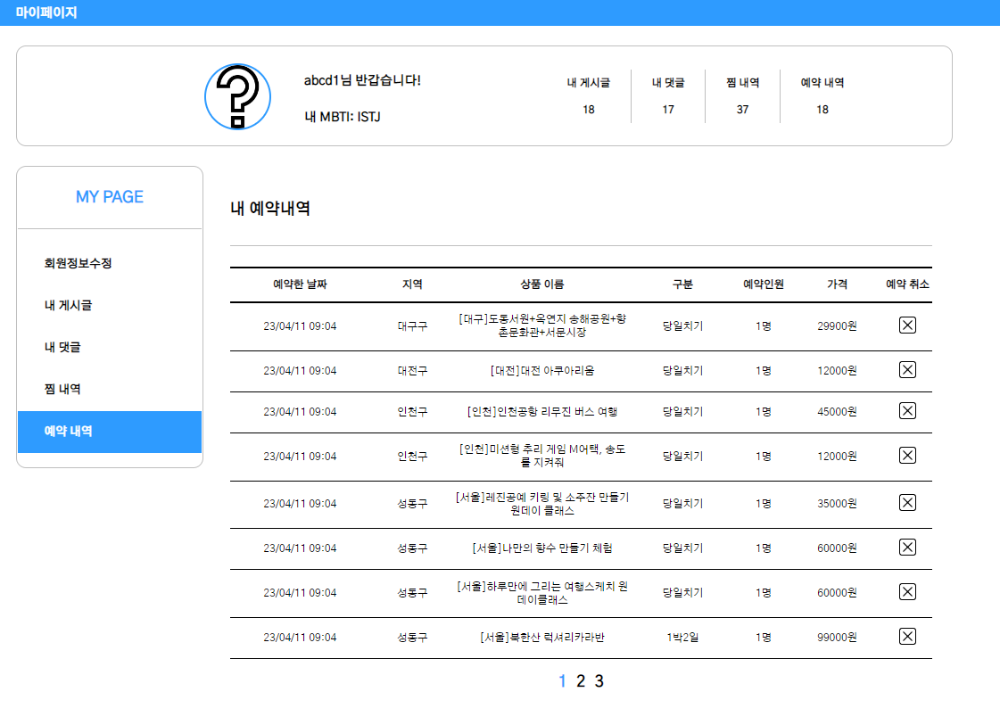 마이페이지
abcd1님 반갑습니다!
내 MBTI: ISTJ
내 게시글 내 댓글 찜 내역 예약 내역
18 17 37 18
MY PAGE
회원정보수정
내 게시글
내 댓글
찜 내역
예약 내역
내 예약내역
예약한 날짜 지역 상품 이름 구분 예약인원 가격 예약 취소
23/04/11 09:04 대구구 [대구]도동서원+옥연지 송해공원+향
촌문화관+서문시장 당일치기 1명 29900원
23/04/11 09:04 대전구 [대전]대전 아쿠아리움 당일치기 1명 12000원
23/04/11 09:04 인천구 [인천]인천공항 리무진 버스 여행 당일치기 1명 45000원
23/04/11 09:04 인천구 [인천]미션형 추리 게임 M어택, 송도
를 지켜줘 당일치기 1명 12000원
23/04/11 09:04 성동구 [서울]레진공예 키링 및 소주잔 만들기
원데이 클래스 당일치기 1명 35000원
23/04/11 09:04 성동구 [서울]나만의 향수 만들기 체험 당일치기 1명 60000원
23/04/11 09:04 성동구 [서울]하루만에 그리는 여행스케치 원
데이클래스 당일치기 1명 60000원
23/04/11 09:04 성동구 [서울]북한산 럭셔리카라반 1박2일 1명 99000원
1 2 3